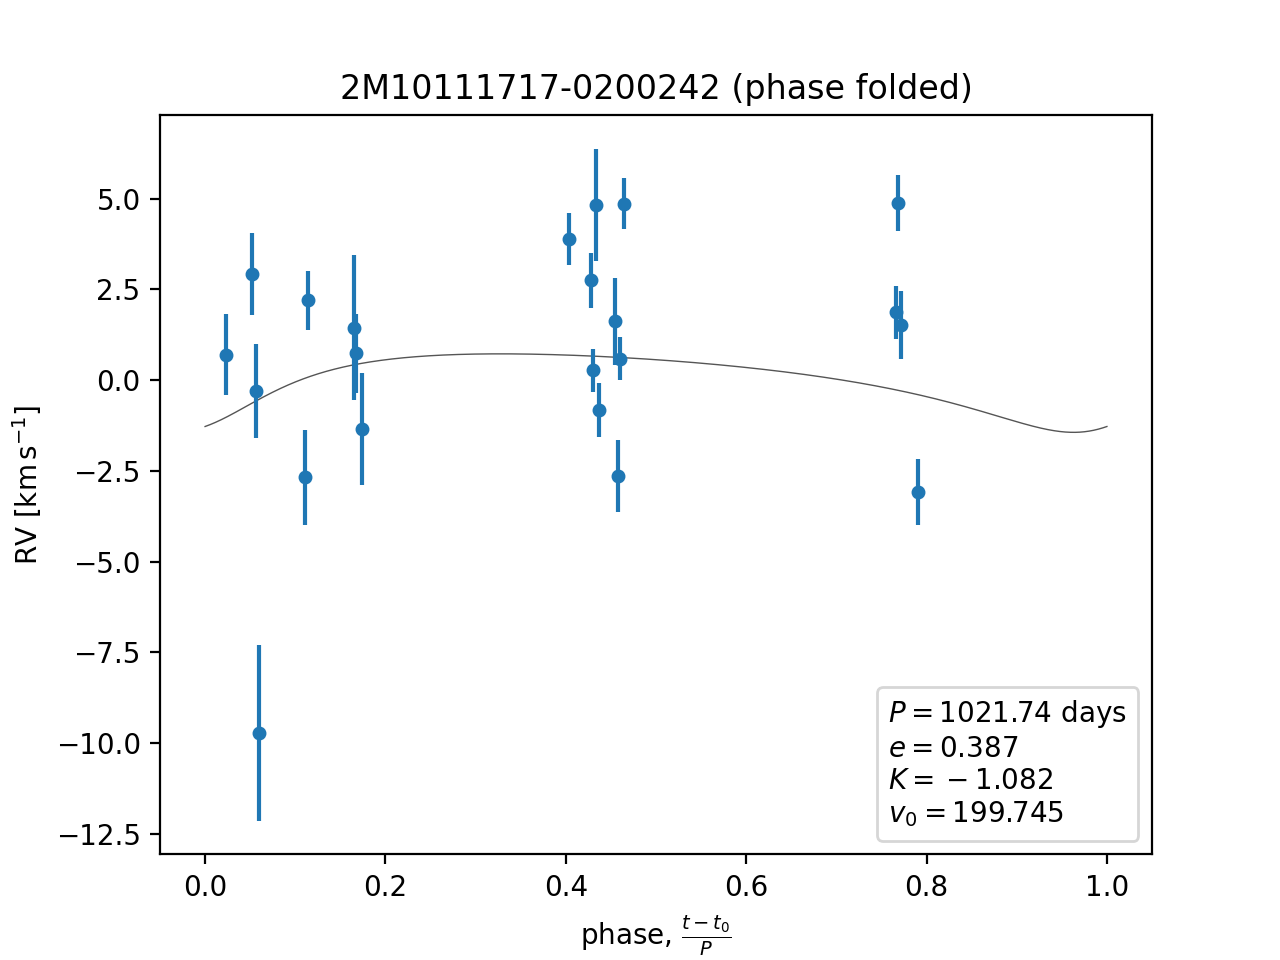 2M10111717-0200242 (phase folded)
RV [km s⁻¹]
5.0
2.5
0.0
−2.5
−5.0
−7.5
−10.0
−12.5
P = 1021.74 days
e = 0.387
K = −1.082
v₀ = 199.745
0.0 0.2 0.4 0.6 0.8 1.0
phase, (t − t₀)/P